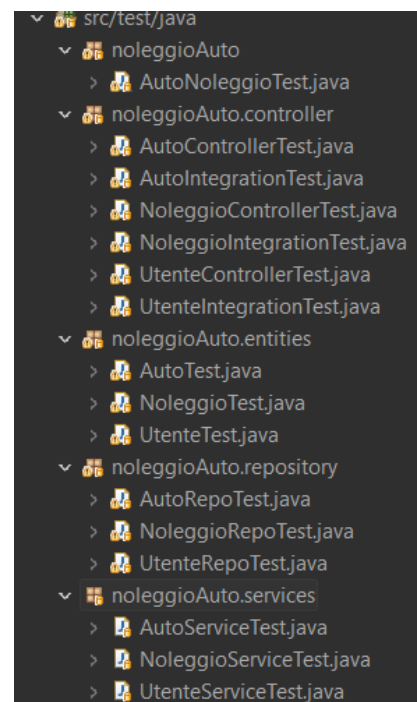 src/test/java
noleggioAuto
AutoNoleggioTest.java
noleggioAuto.controller
AutoControllerTest.java
AutoIntegrationTest.java
NoleggioControllerTest.java
NoleggioIntegrationTest.java
UtenteControllerTest.java
UtenteIntegrationTest.java
noleggioAuto.entities
AutoTest.java
NoleggioTest.java
UtenteTest.java
noleggioAuto.repository
AutoRepoTest.java
NoleggioRepoTest.java
UtenteRepoTest.java
noleggioAuto.services
AutoServiceTest.java
NoleggioServiceTest.java
UtenteServiceTest.java